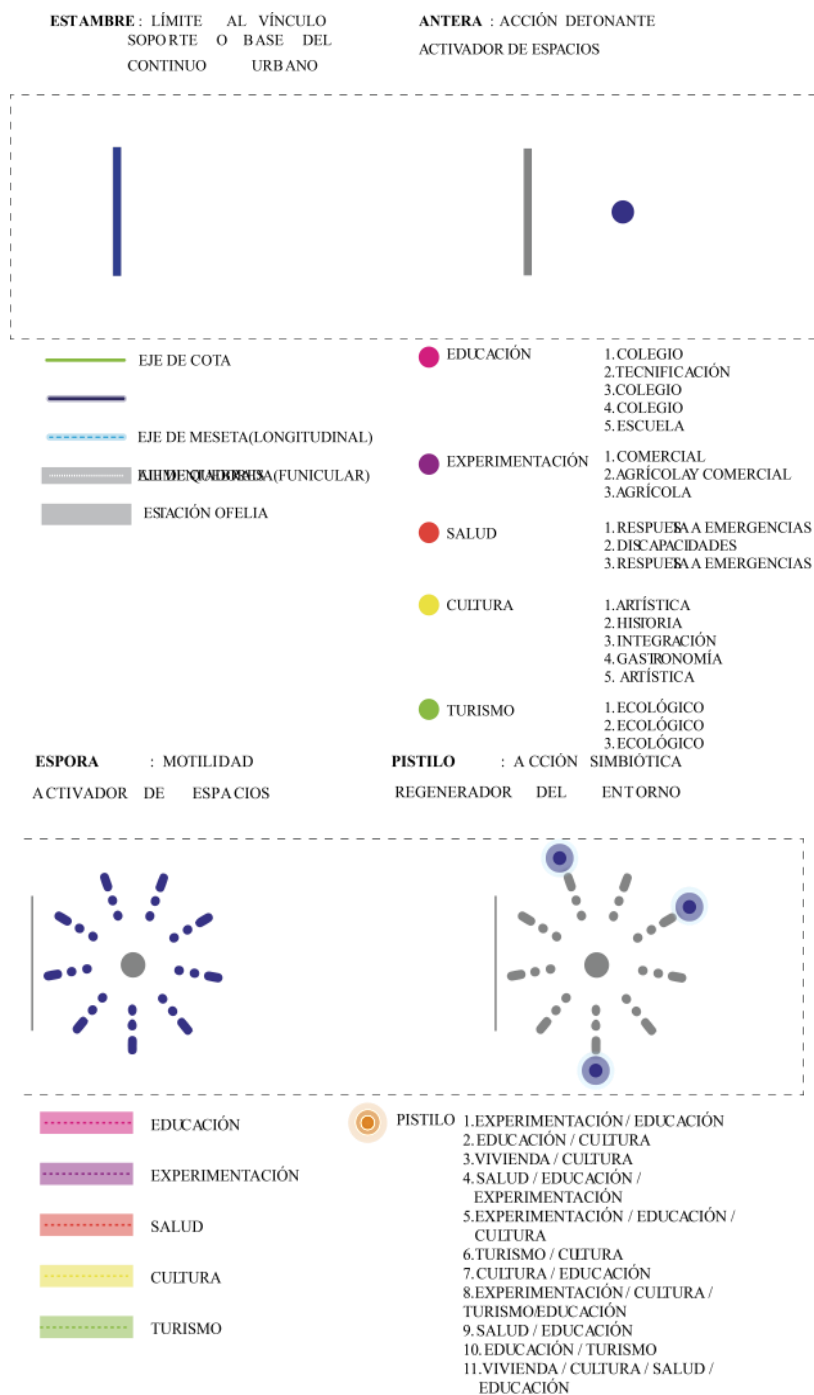 ESTAMBRE : LÍMITE AL VÍNCULO
SOPORTE O BASE DEL
CONTINUO URBANO
ANTERA : ACCIÓN DETONANTE
ACTIVADOR DE ESPACIOS
EJE DE COTA
EJE DE MESETA(LONGITUDINAL)
(FUNICULAR)
ESTACIÓN OFELIA
EDUCACIÓN
1.COLEGIO
2.TECNIFICACIÓN
3.COLEGIO
4.COLEGIO
5.ESCUELA
EXPERIMENTACIÓN
1.COMERCIAL
2.AGRÍCOLA Y COMERCIAL
3.AGRÍCOLA
SALUD
1.RESPUESTA A EMERGENCIAS
2.DISCAPACIDADES
3.RESPUESTA A EMERGENCIAS
CULTURA
1.ARTÍSTICA
2.HISTORIA
3.INTEGRACIÓN
4.GASTRONOMÍA
5. ARTÍSTICA
TURISMO
1.ECOLÓGICO
2.ECOLÓGICO
3.ECOLÓGICO
ESPORA : MOTILIDAD
ACTIVADOR DE ESPACIOS
PISTILO : ACCIÓN SIMBIÓTICA
REGENERADOR DEL ENTORNO
EDUCACIÓN
EXPERIMENTACIÓN
SALUD
CULTURA
TURISMO
PISTILO
1.EXPERIMENTACIÓN / EDUCACIÓN
2.EDUCACIÓN / CULTURA
3.VIVIENDA / CULTURA
4.SALUD / EDUCACIÓN /
EXPERIMENTACIÓN
5.EXPERIMENTACIÓN / EDUCACIÓN /
CULTURA
6.TURISMO / CULTURA
7.CULTURA / EDUCACIÓN
8.EXPERIMENTACIÓN / CULTURA /
TURISMO/EDUCACIÓN
9.SALUD / EDUCACIÓN
10.EDUCACIÓN / TURISMO
11.VIVIENDA / CULTURA / SALUD /
EDUCACIÓN